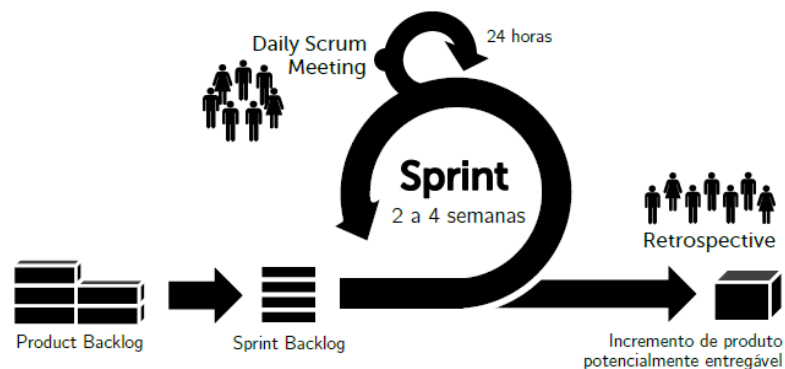 Daily Scrum
Meeting
24 horas
Sprint
2 a 4 semanas
Retrospective
Product Backlog
Sprint Backlog
Incremento de produto
potencialmente entregável